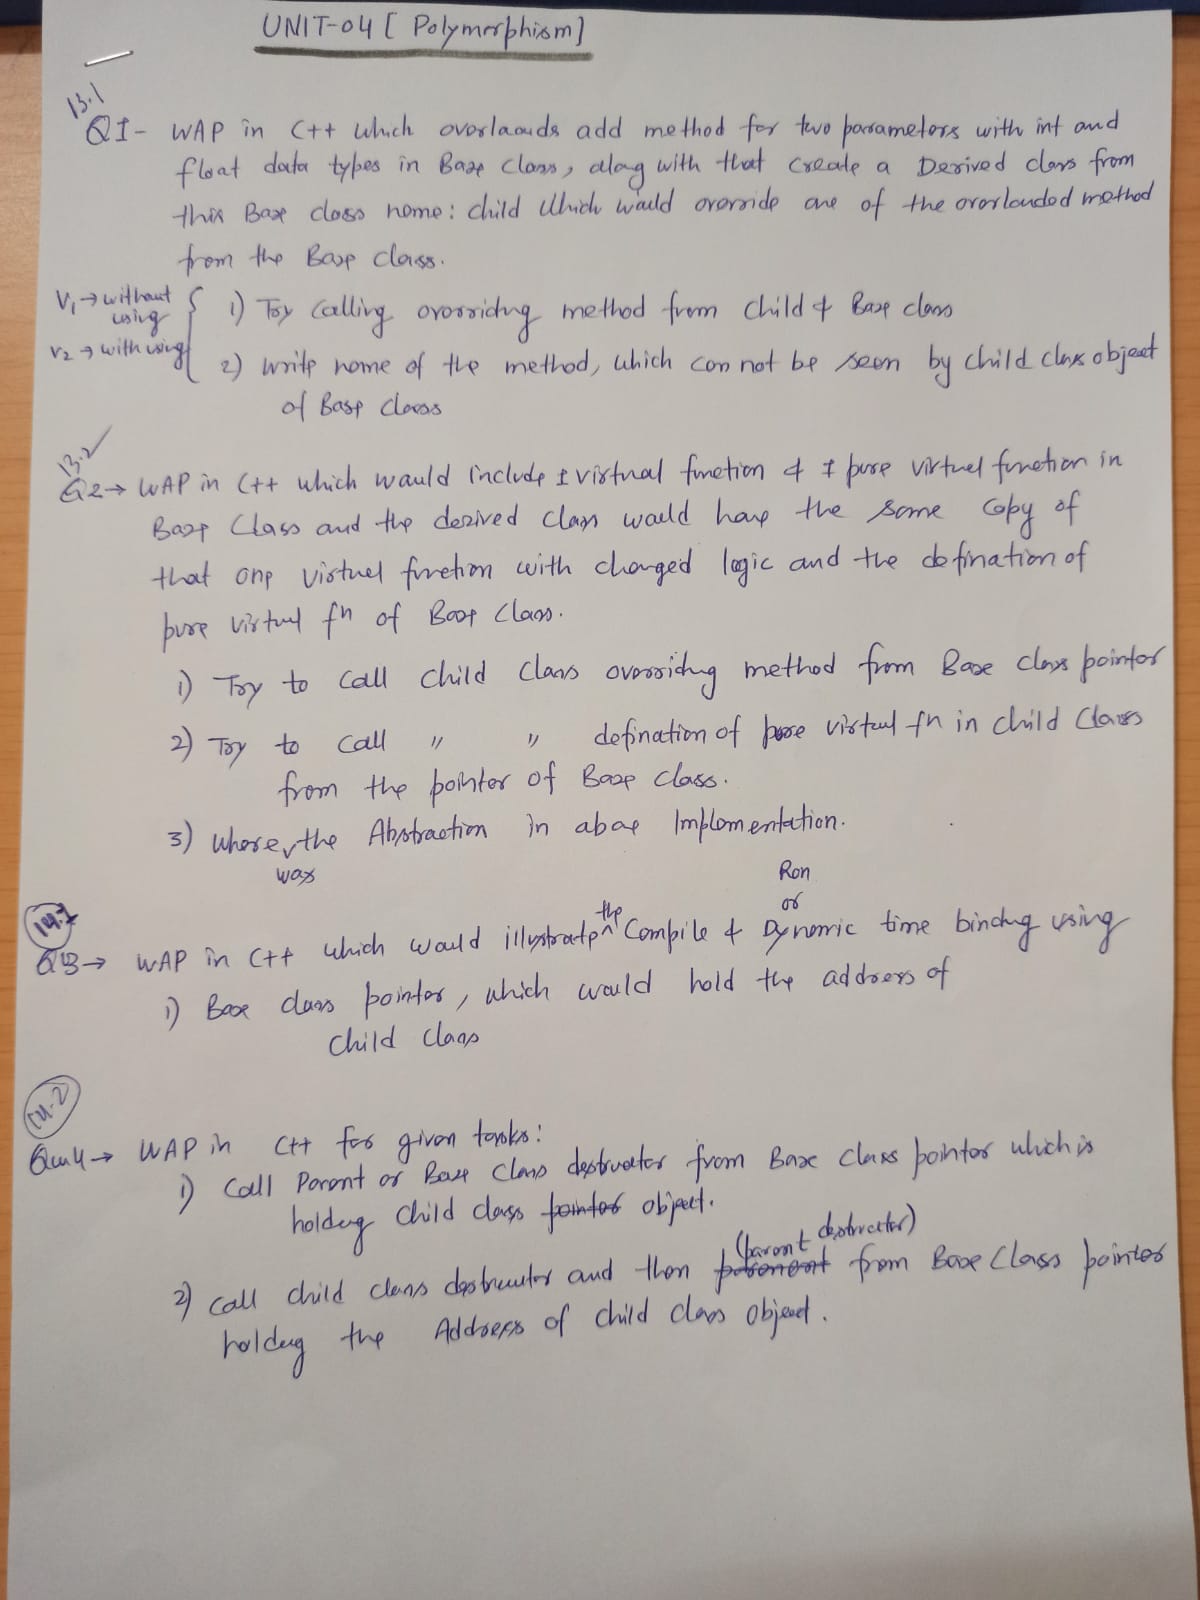 UNIT-04 [ Polymorphism]
13.1
Q1- WAP in C++ which overlaaods add method for two parameters with int and
float data types in Base Class, along with that create a Derived class from
this Base class name: child which would override one of the overloaded method
from the Base Class.
V1 → without using
V2 → with using
1) Try calling overriding method from child & Base class
2) Write name of the method, which can not be seen by child class object
of Base class
13.2
Q2→ WAP in C++ which would include 1 virtual function & 1 pure virtual function in
Base Class and the derived class would have the same copy of
that one virtual function with changed logic and the defination of
pure virtual fn of Base Class.
1) Try to call child class overriding method from Base class pointer
2) Try to call " " defination of pure virtual fn in child Class
from the pointer of Base class.
3) Where was the Abstraction in above Implementation.
14.1
Q3→ WAP in C++ which would illustrate the Compile & Dynamic or Run time binding using
1) Base class pointer, which would hold the address of
child class
14.2
Qun4→ WAP in C++ for given tasks:
1) Call Parent or Base Class destructor from Base class pointer which is
holding child class pointer object.
2) Call child class destructor and then (parent destructor) from Base Class pointer
holding the Address of child class object.